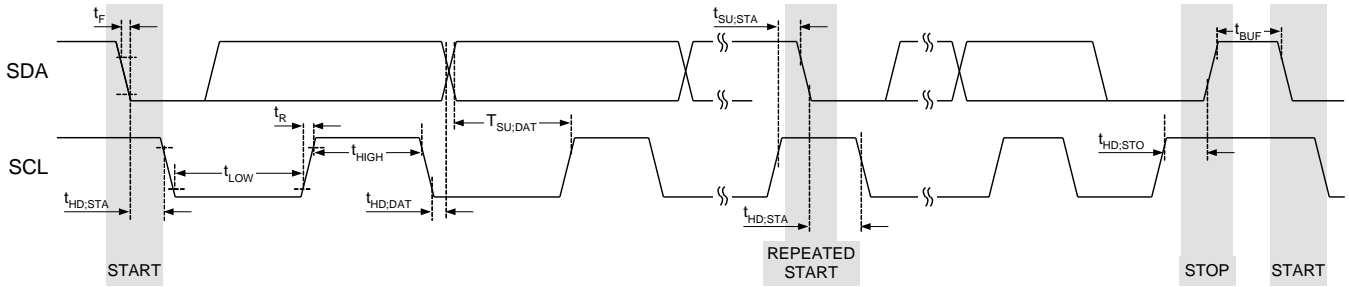 tF
tSU;STA
tBUF
SDA
tR
TSU;DAT
tHIGH
tHD;STO
SCL
tLOW
tHD;STA
tHD;DAT
tHD;STA
START
REPEATED
START
STOP
START